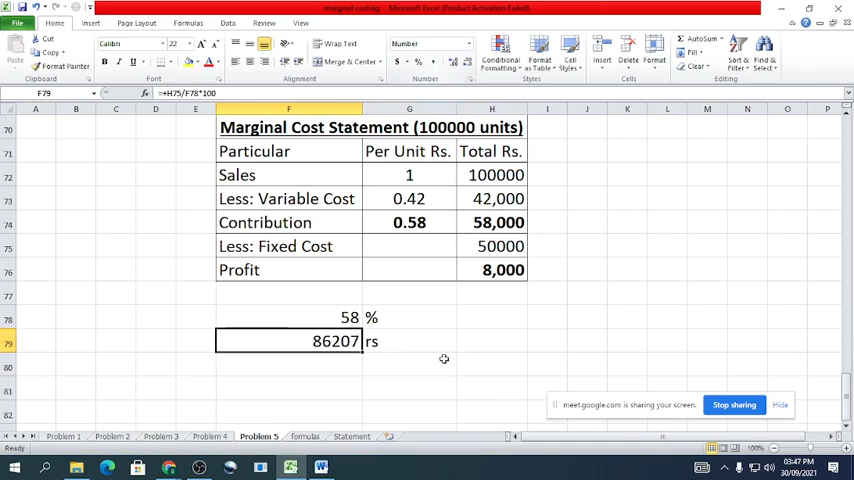 marginal costing - Microsoft Excel (Product Activation Failed)
File Home Insert Page Layout Formulas Data Review View
Cut
Copy
Format Painter
Paste
Clipboard
Calibri 22
B I U
Font
Wrap Text
Merge & Center
Alignment
Number
$ % ,
Number
Conditional Formatting
Format as Table
Cell Styles
Styles
Insert Delete Format
Cells
AutoSum
Fill
Clear
Sort & Filter
Find & Select
Editing
F79 =+H75/F78*100
A B C D E F G H I J K L M N O P
70 Marginal Cost Statement (100000 units)
71 Particular Per Unit Rs. Total Rs.
72 Sales 1 100000
73 Less: Variable Cost 0.42 42,000
74 Contribution 0.58 58,000
75 Less: Fixed Cost 50000
76 Profit 8,000
77
78 58 %
79 86207 rs
80
81
82
meet.google.com is sharing your screen. Stop sharing Hide
Problem 1 Problem 2 Problem 3 Problem 4 Problem 5 formulas Statement
Ready 100%
03:47 PM
30/09/2021